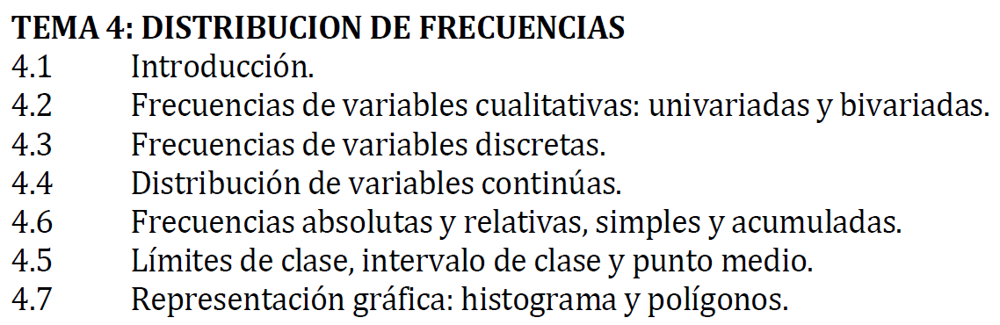 TEMA 4: DISTRIBUCION DE FRECUENCIAS
4.1 Introducción.
4.2 Frecuencias de variables cualitativas: univariadas y bivariadas.
4.3 Frecuencias de variables discretas.
4.4 Distribución de variables continúas.
4.6 Frecuencias absolutas y relativas, simples y acumuladas.
4.5 Límites de clase, intervalo de clase y punto medio.
4.7 Representación gráfica: histograma y polígonos.